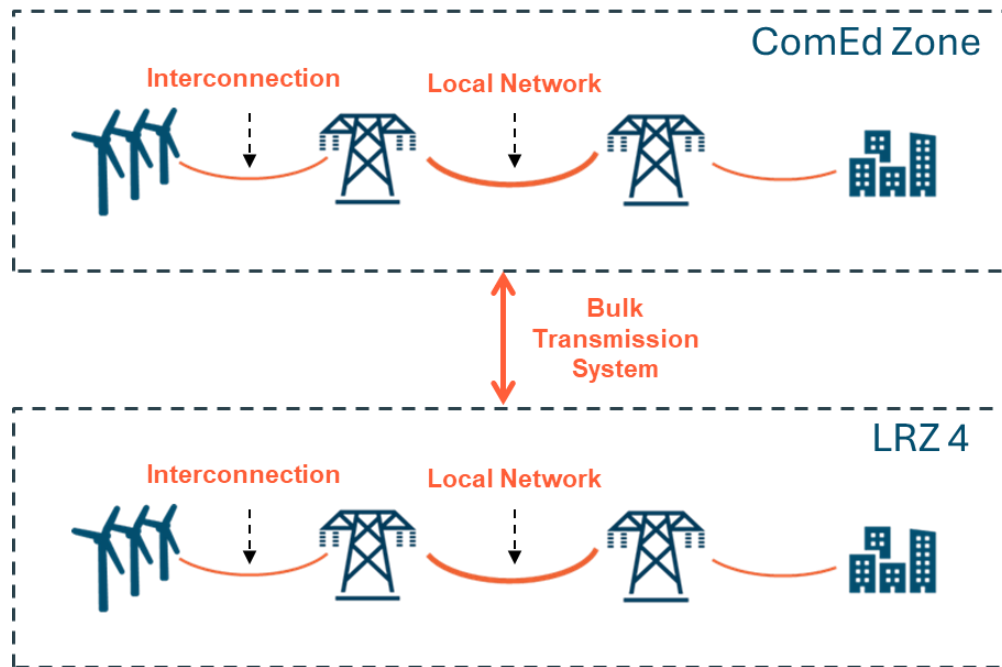 ComEd Zone
Interconnection
Local Network
Bulk
Transmission
System
LRZ 4
Interconnection
Local Network